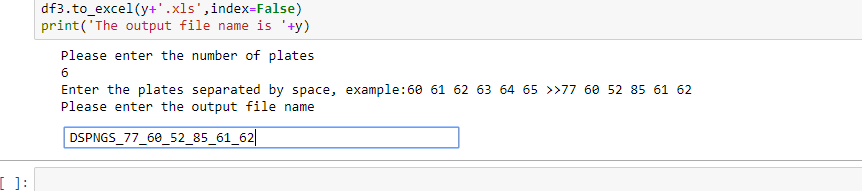 df3.to_excel(y+'.xls',index=False)
print('The output file name is '+y)
Please enter the number of plates
6
Enter the plates separated by space, example:60 61 62 63 64 65 >>77 60 52 85 61 62
Please enter the output file name
DSPNGS_77_60_52_85_61_62
[ ]: